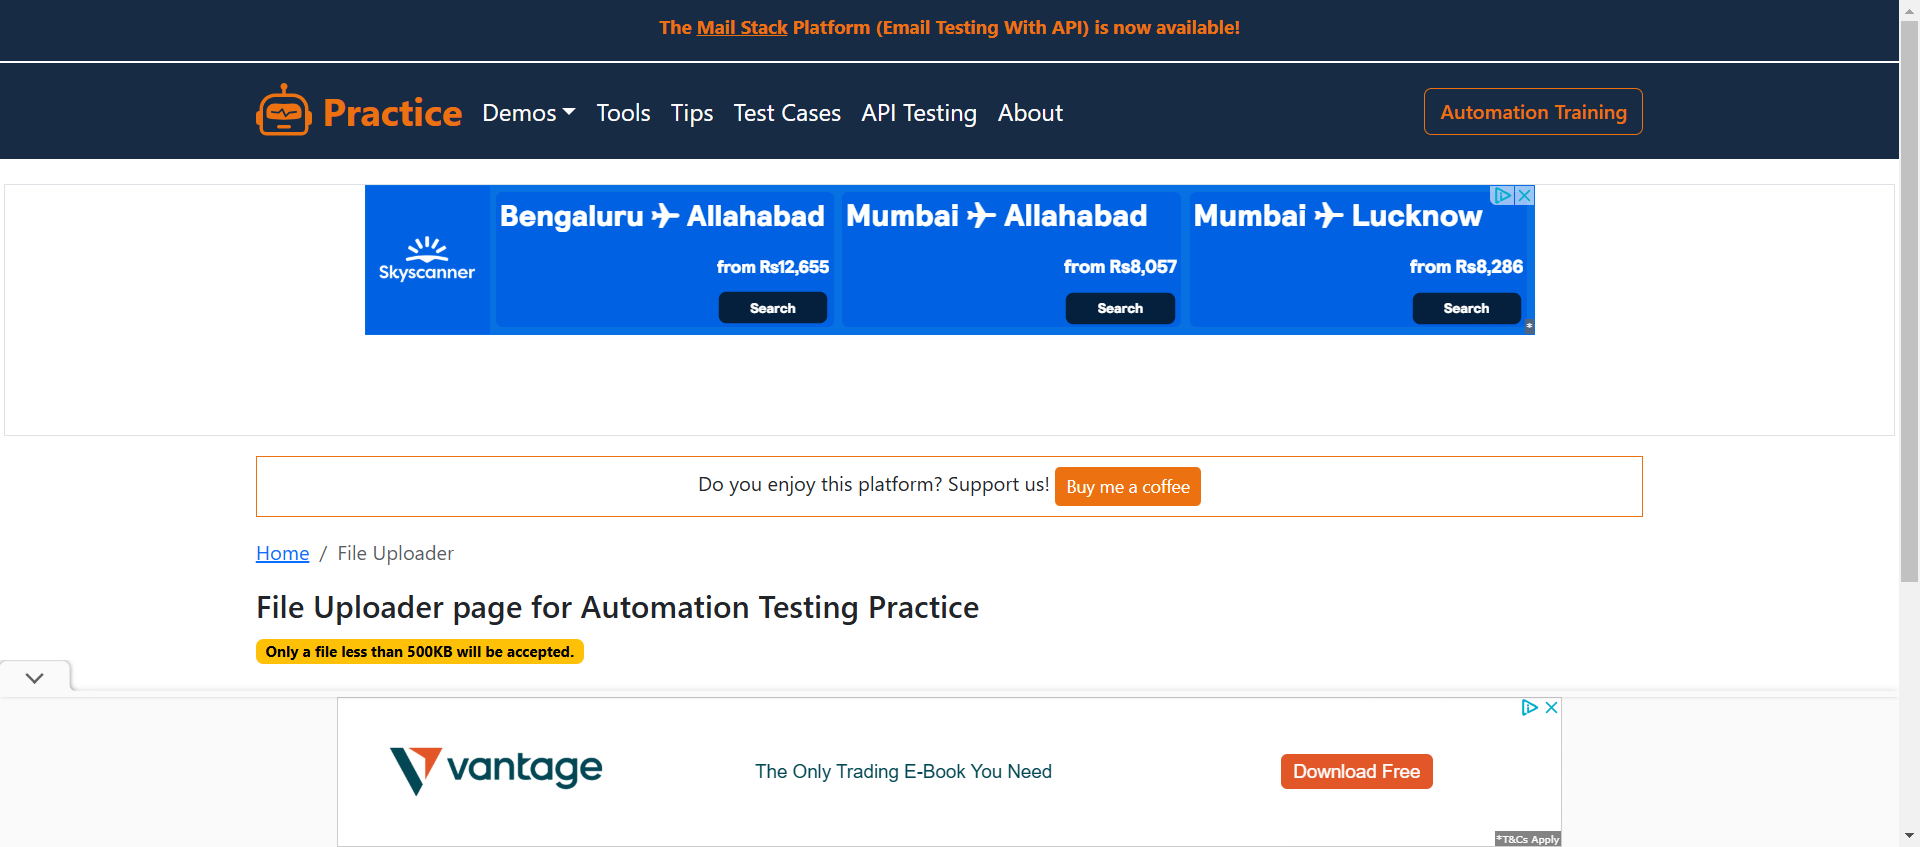 The Mail Stack Platform (Email Testing With API) is now available!
Practice Demos Tools Tips Test Cases API Testing About Automation Training
Skyscanner
Bengaluru Allahabad
from Rs12,655
Search
Mumbai Allahabad
from Rs8,057
Search
Mumbai Lucknow
from Rs8,286
Search
*
Do you enjoy this platform? Support us! Buy me a coffee
Home / File Uploader
File Uploader page for Automation Testing Practice
Only a file less than 500KB will be accepted.
vantage
The Only Trading E-Book You Need
Download Free
*T&Cs Apply